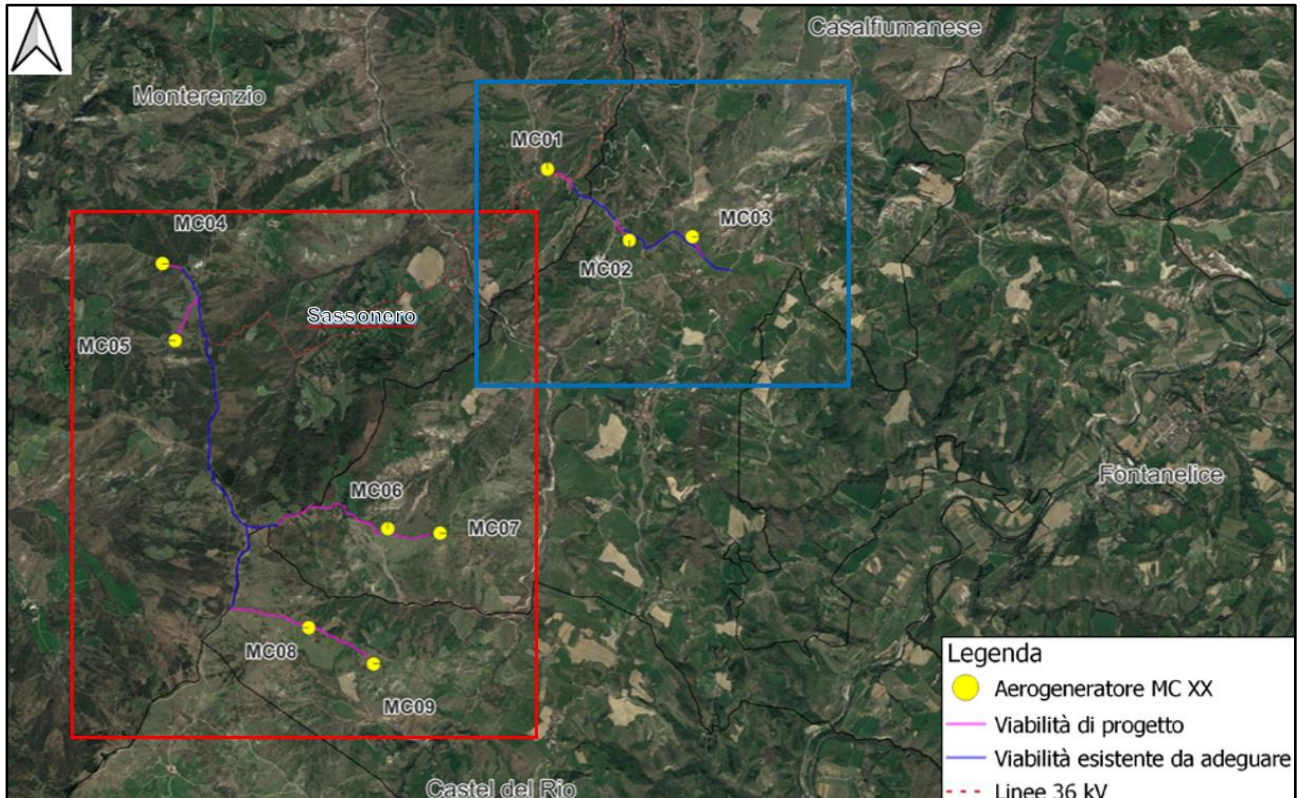 Casalfiumanese
Monterenzio
MC01
MC04
MC03
MC02
Sassonero
MC05
Fontanelice
MC06
MC07
MC08
MC09
Castel del Rio
Legenda
Aerogeneratore MC XX
Viabilità di progetto
Viabilità esistente da adeguare
Linee 36 kV